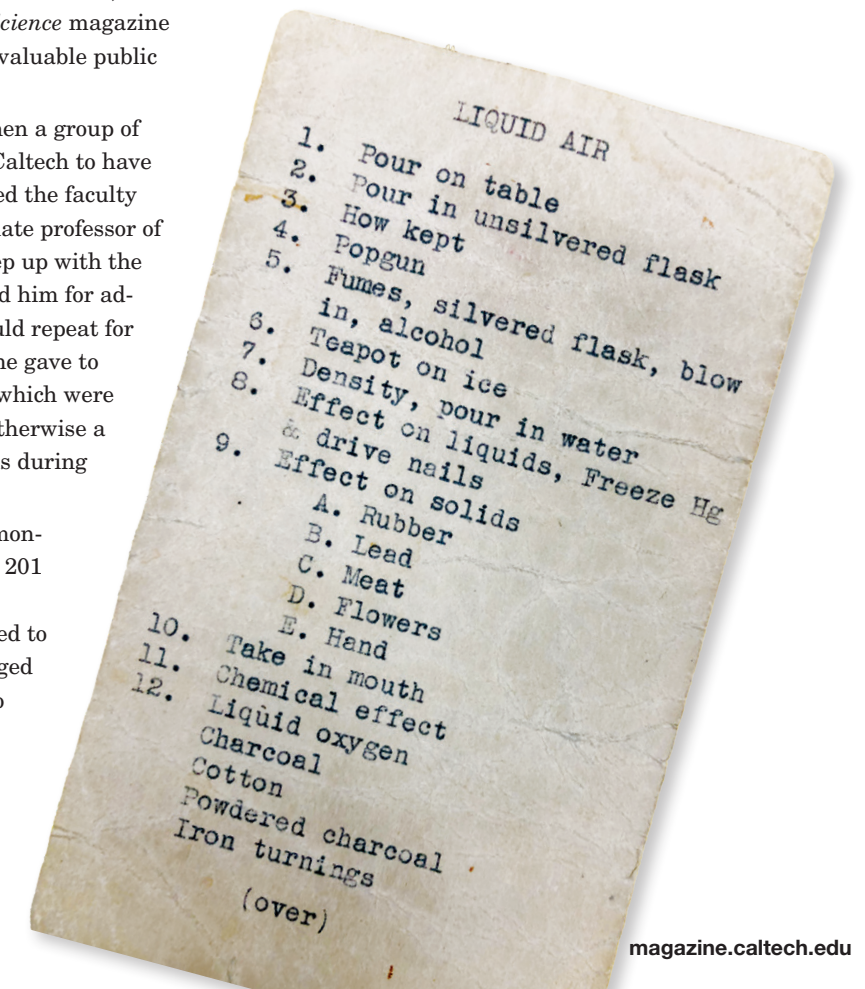 cience magazine
valuable public
hen a group of
Caltech to have
ed the faculty
ate professor of
ep up with the
d him for ad-
uld repeat for
he gave to
which were
therwise a
s during
mon-
201
ed to
ged
o
LIQUID AIR
1. Pour on table
2. Pour in unsilvered flask
3. How kept
4. Popgun
5. Fumes, silvered flask, blow
in, alcohol
6. Teapot on ice
7. Density, pour in water
8. Effect on liquids, Freeze Hg
& drive nails
9. Effect on solids
A. Rubber
B. Lead
C. Meat
D. Flowers
E. Hand
10. Take in mouth
11. Chemical effect
12. Liquid oxygen
Charcoal
Cotton
Powdered charcoal
Iron turnings
(over)
magazine.caltech.edu